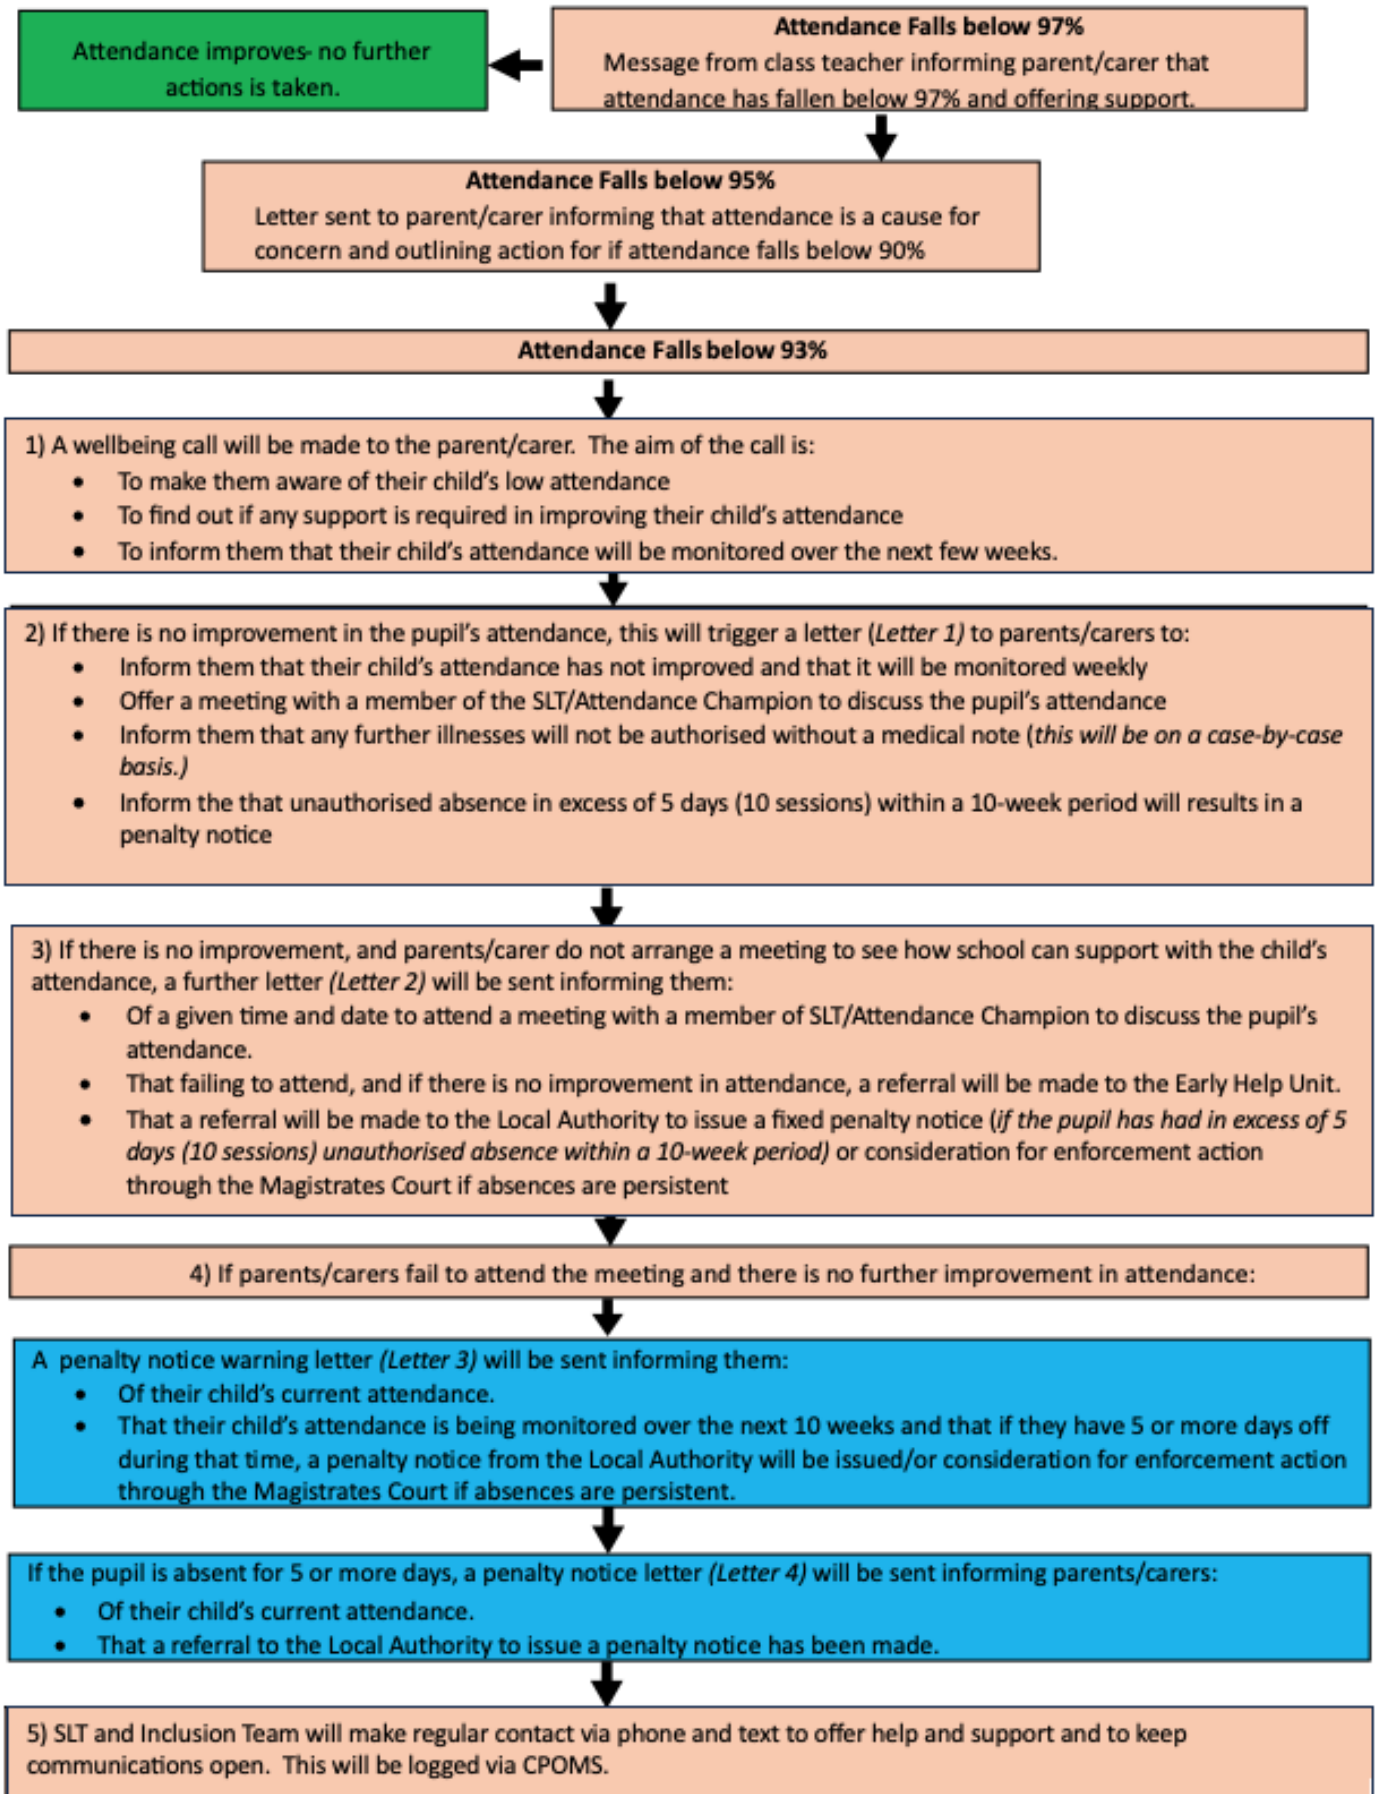 Attendance improves- no further
actions is taken.
Attendance Falls below 97%
Message from class teacher informing parent/carer that
attendance has fallen below 97% and offering support.
Attendance Falls below 95%
Letter sent to parent/carer informing that attendance is a cause for
concern and outlining action for if attendance falls below 90%
Attendance Falls below 93%
1) A wellbeing call will be made to the parent/carer. The aim of the call is:
• To make them aware of their child’s low attendance
• To find out if any support is required in improving their child’s attendance
• To inform them that their child’s attendance will be monitored over the next few weeks.
2) If there is no improvement in the pupil’s attendance, this will trigger a letter (Letter 1) to parents/carers to:
• Inform them that their child’s attendance has not improved and that it will be monitored weekly
• Offer a meeting with a member of the SLT/Attendance Champion to discuss the pupil’s attendance
• Inform them that any further illnesses will not be authorised without a medical note (this will be on a case-by-case
basis.)
• Inform the that unauthorised absence in excess of 5 days (10 sessions) within a 10-week period will results in a
penalty notice
3) If there is no improvement, and parents/carer do not arrange a meeting to see how school can support with the child’s
attendance, a further letter (Letter 2) will be sent informing them:
• Of a given time and date to attend a meeting with a member of SLT/Attendance Champion to discuss the pupil’s
attendance.
• That failing to attend, and if there is no improvement in attendance, a referral will be made to the Early Help Unit.
• That a referral will be made to the Local Authority to issue a fixed penalty notice (if the pupil has had in excess of 5
days (10 sessions) unauthorised absence within a 10-week period) or consideration for enforcement action
through the Magistrates Court if absences are persistent
4) If parents/carers fail to attend the meeting and there is no further improvement in attendance:
A penalty notice warning letter (Letter 3) will be sent informing them:
• Of their child’s current attendance.
• That their child’s attendance is being monitored over the next 10 weeks and that if they have 5 or more days off
during that time, a penalty notice from the Local Authority will be issued/or consideration for enforcement action
through the Magistrates Court if absences are persistent.
If the pupil is absent for 5 or more days, a penalty notice letter (Letter 4) will be sent informing parents/carers:
• Of their child’s current attendance.
• That a referral to the Local Authority to issue a penalty notice has been made.
5) SLT and Inclusion Team will make regular contact via phone and text to offer help and support and to keep
communications open. This will be logged via CPOMS.